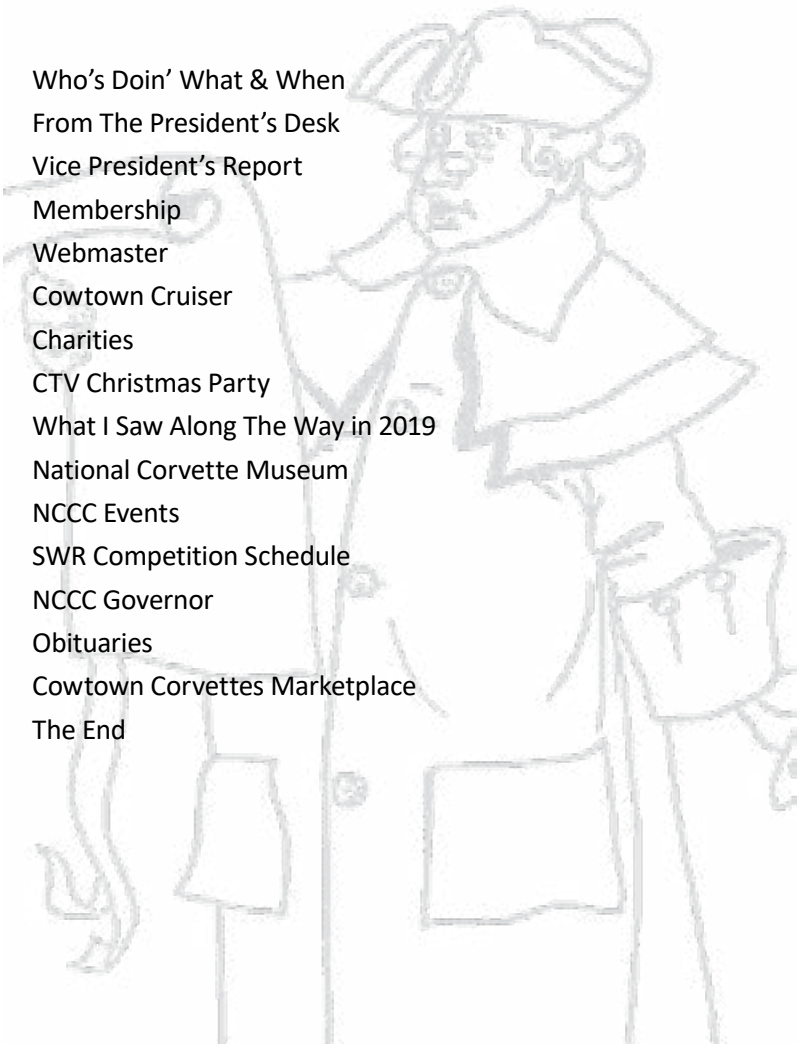 Who’s Doin’ What & When
From The President’s Desk
Vice President’s Report
Membership
Webmaster
Cowtown Cruiser
Charities
CTV Christmas Party
What I Saw Along The Way in 2019
National Corvette Museum
NCCC Events
SWR Competition Schedule
NCCC Governor
Obituaries
Cowtown Corvettes Marketplace
The End